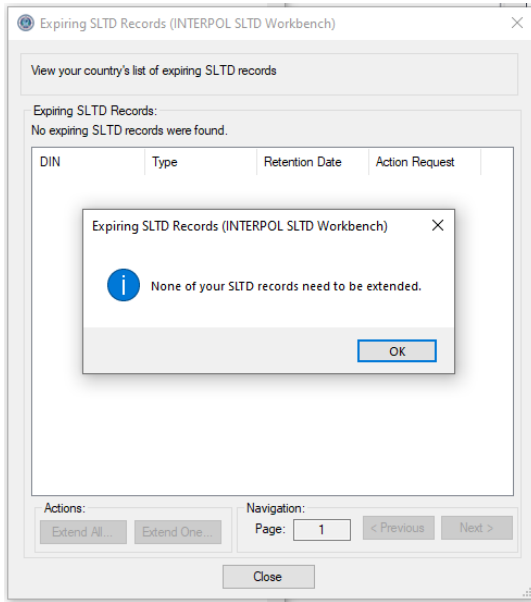 Expiring SLTD Records (INTERPOL SLTD Workbench)
View your country's list of expiring SLTD records
Expiring SLTD Records:
No expiring SLTD records were found.
DIN Type Retention Date Action Request
Expiring SLTD Records (INTERPOL SLTD Workbench)
None of your SLTD records need to be extended.
OK
Actions: Navigation:
Extend All... Extend One... Page: 1 < Previous Next >
Close